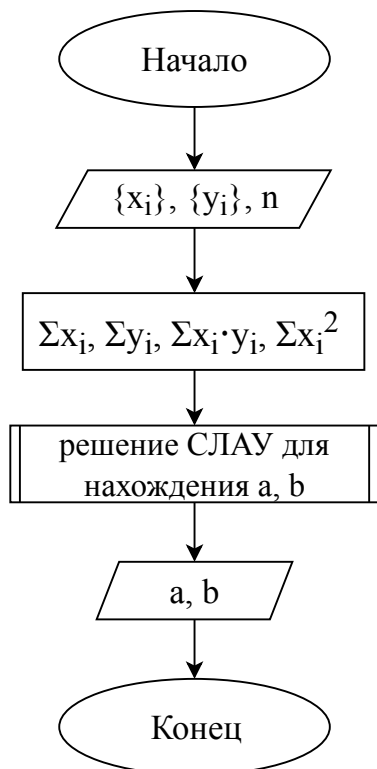 Начало
{xᵢ}, {yᵢ}, n
Σxᵢ, Σyᵢ, Σxᵢ·yᵢ, Σxᵢ²
решение СЛАУ для
нахождения a, b
a, b
Конец